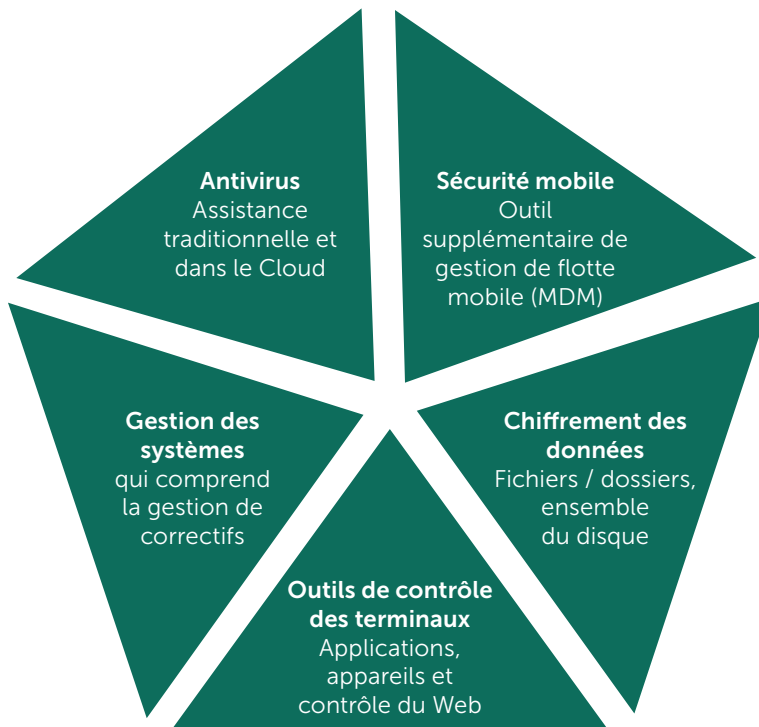 Antivirus
Assistance
traditionnelle et
dans le Cloud
Sécurité mobile
Outil
supplémentaire de
gestion de flotte
mobile (MDM)
Gestion des
systèmes
qui comprend
la gestion de
correctifs
Chiffrement des
données
Fichiers / dossiers,
ensemble
du disque
Outils de contrôle
des terminaux
Applications,
appareils et
contrôle du Web